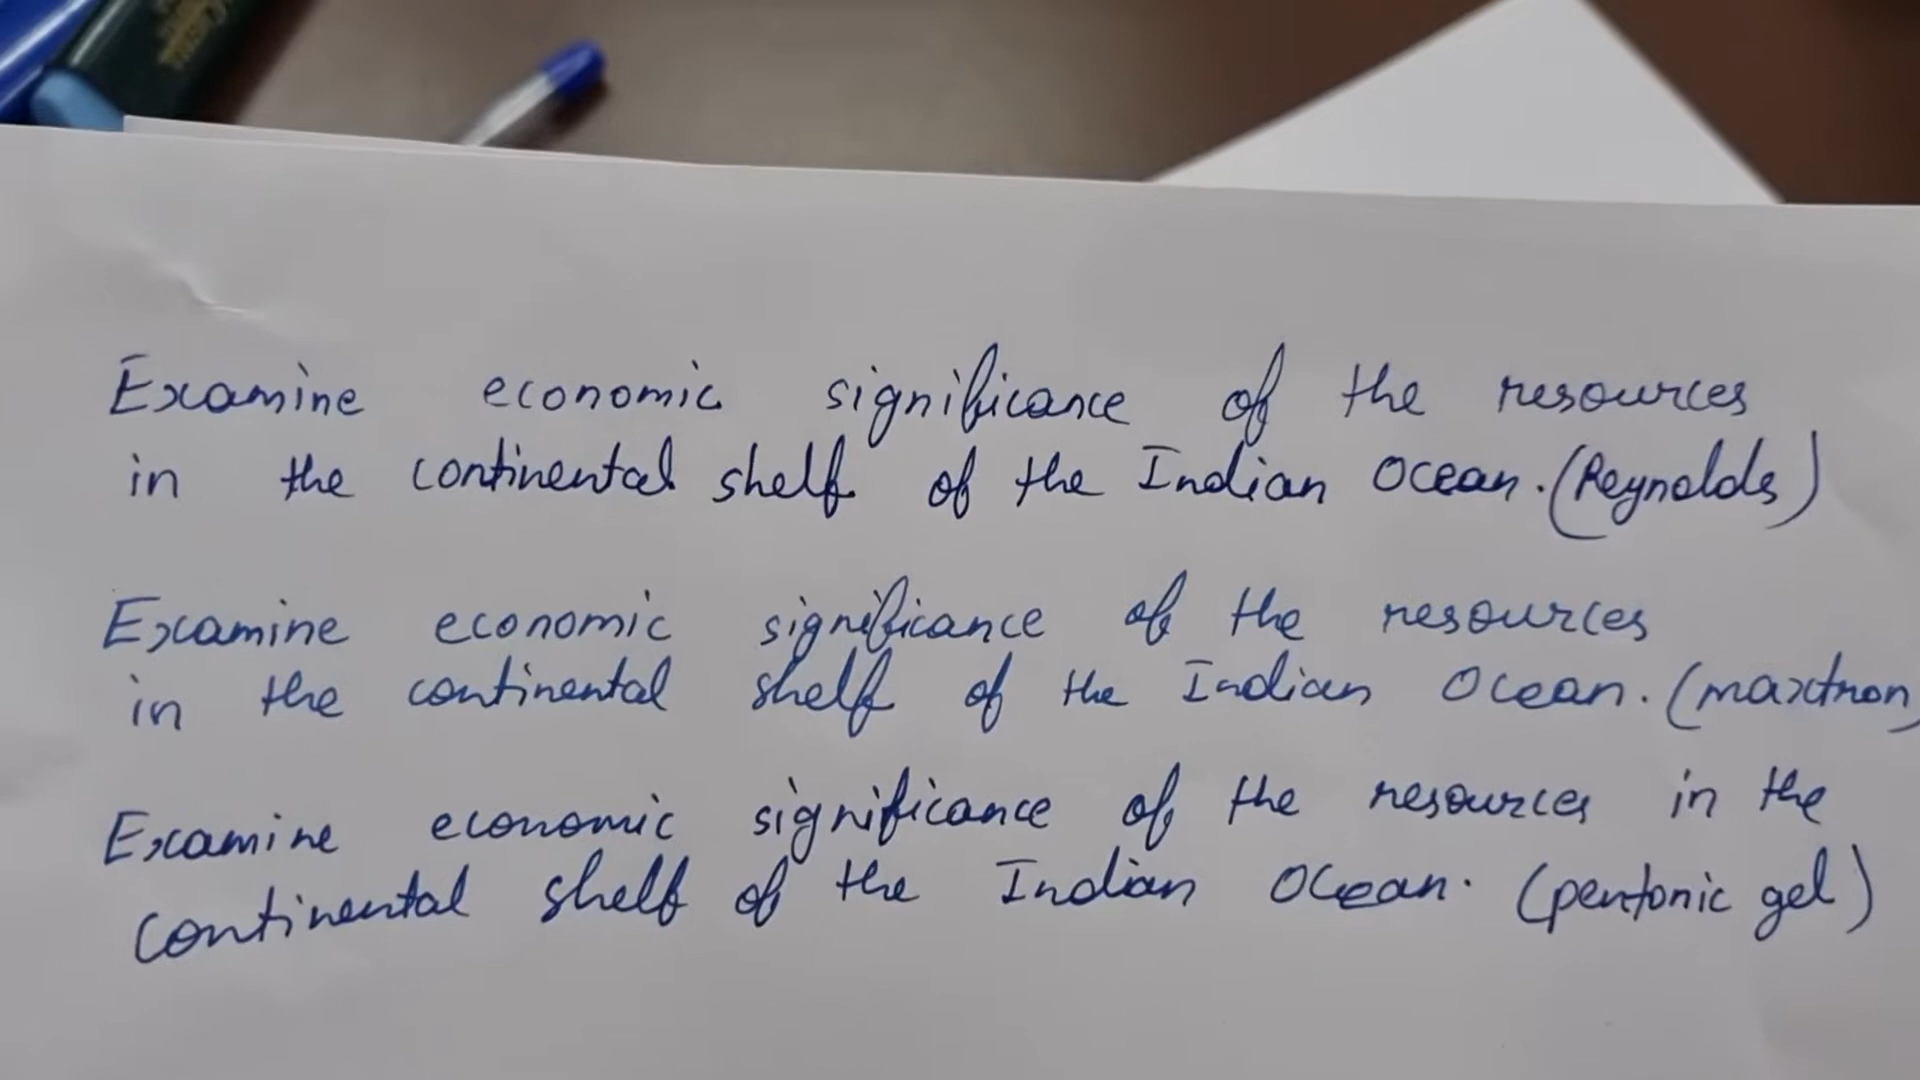 Examine economic significance of the resources
in the continental shelf of the Indian Ocean. (Reynolds)
Examine economic significance of the resources
in the continental shelf of the Indian Ocean. (maxtron)
Examine economic significance of the resources in the
continental shelf of the Indian Ocean. (pentonic gel)